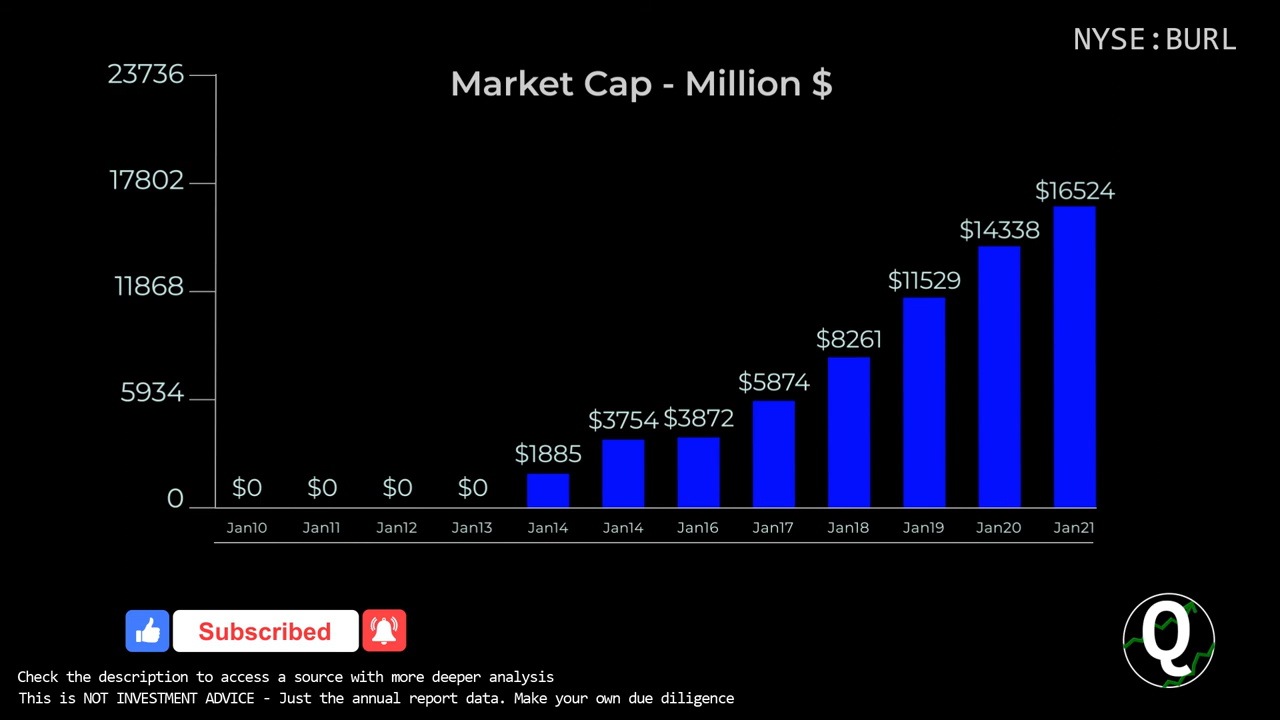 NYSE:BURL
Market Cap - Million $
23736
17802
11868
5934
0
$0 $0 $0 $0 $1885 $3754 $3872 $5874 $8261 $11529 $14338 $16524
Jan10 Jan11 Jan12 Jan13 Jan14 Jan14 Jan16 Jan17 Jan18 Jan19 Jan20 Jan21
Subscribed
Q
Check the description to access a source with more deeper analysis
This is NOT INVESTMENT ADVICE - Just the annual report data. Make your own due diligence